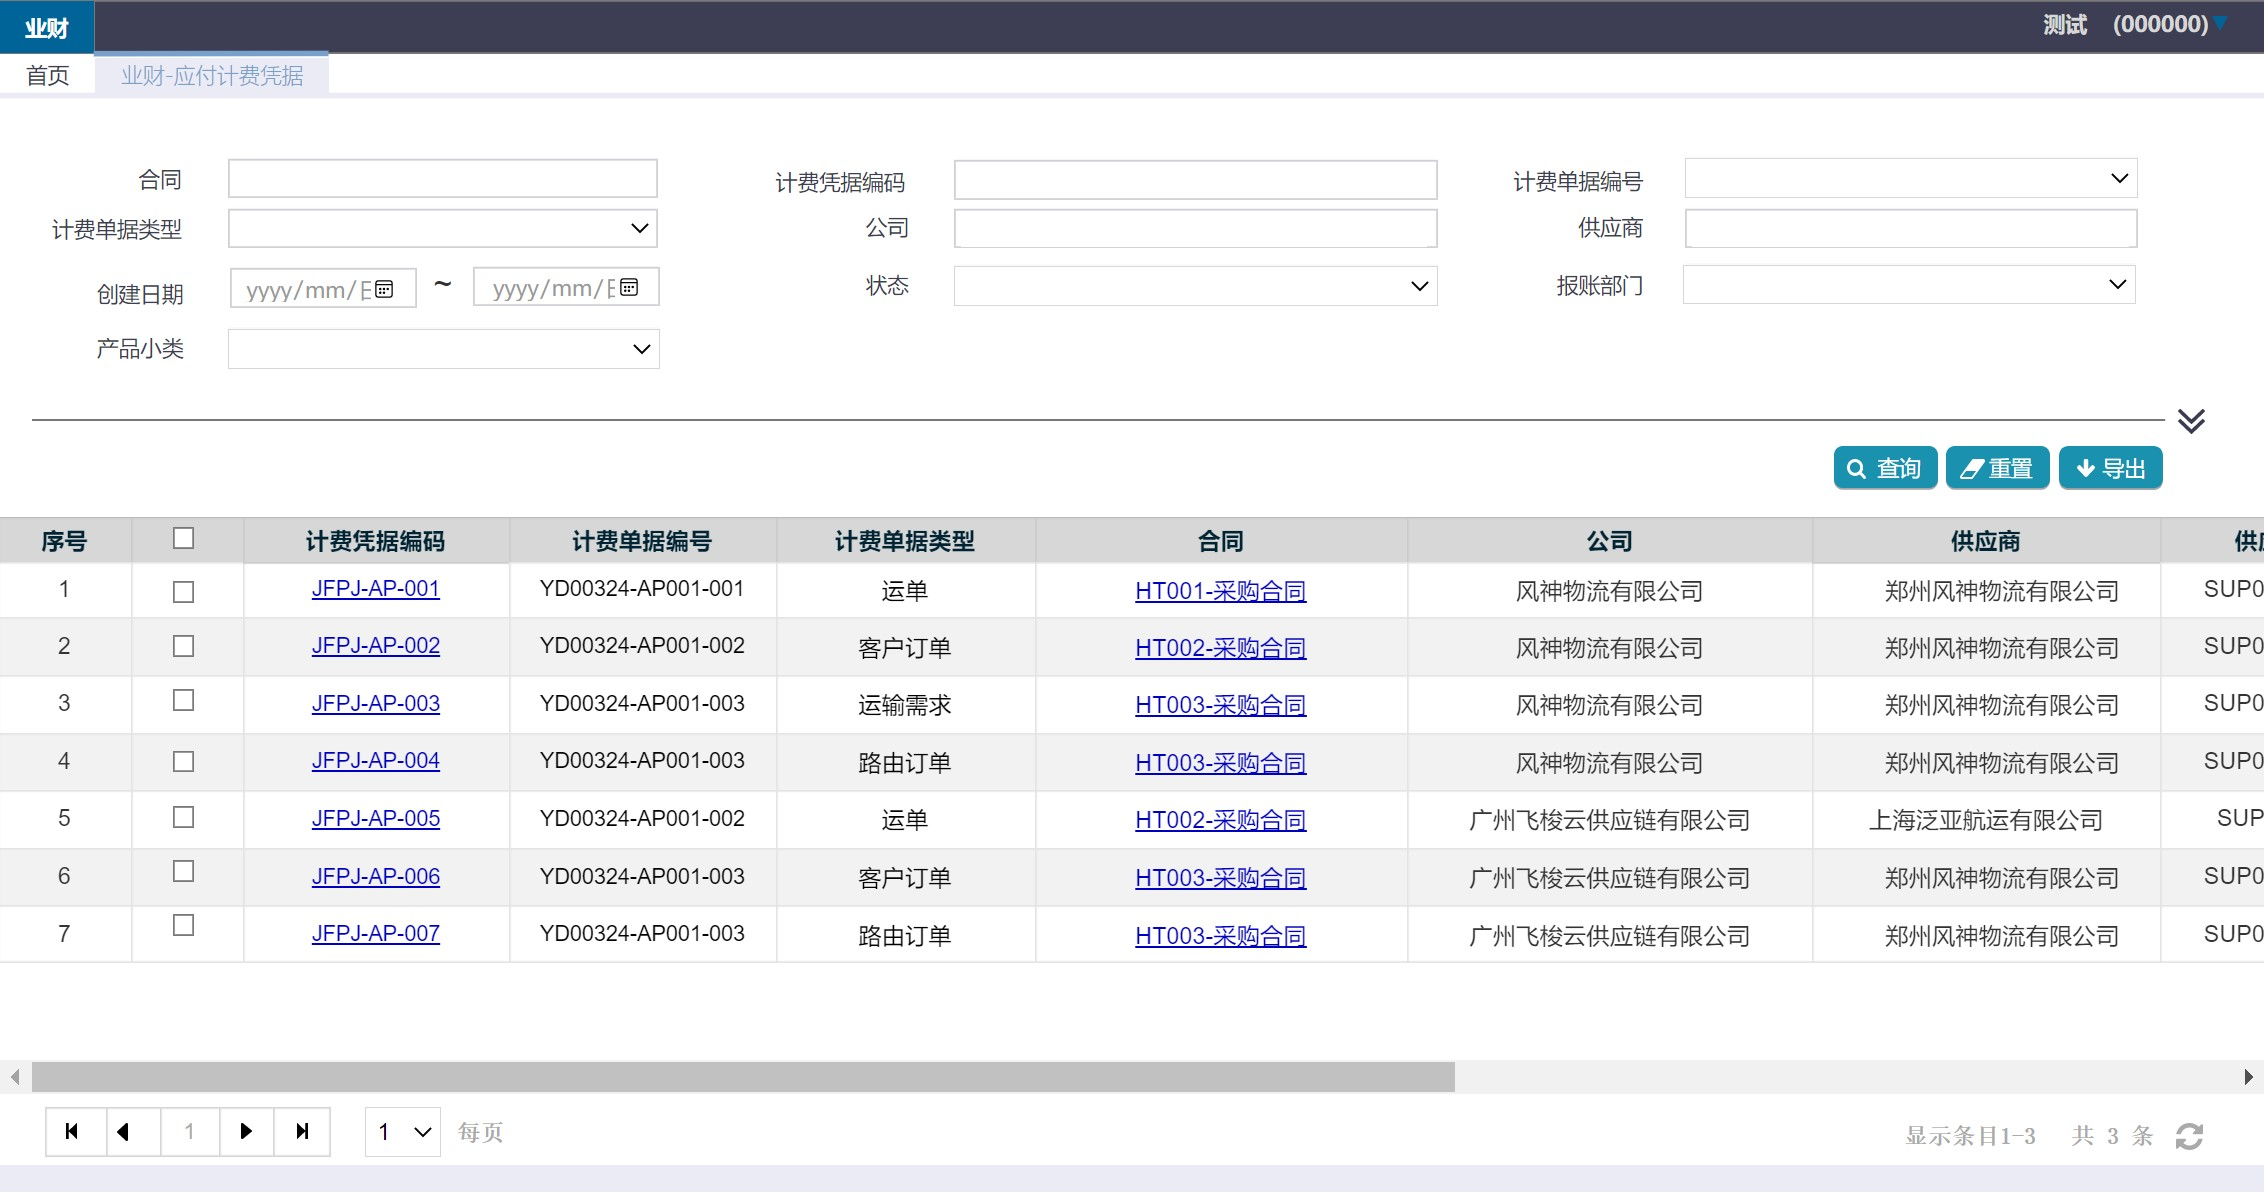 业财
测试 (000000)
首页 业财-应付计费凭据
合同 计费凭据编码 计费单据编号
计费单据类型 公司 供应商
创建日期 yyyy/mm/ ~ yyyy/mm/ 状态 报账部门
产品小类
查询 重置 导出
序号 计费凭据编码 计费单据编号 计费单据类型 合同 公司 供应商 供
1 JFPJ-AP-001 YD00324-AP001-001 运单 HT001-采购合同 风神物流有限公司 郑州风神物流有限公司 SUP0
2 JFPJ-AP-002 YD00324-AP001-002 客户订单 HT002-采购合同 风神物流有限公司 郑州风神物流有限公司 SUP0
3 JFPJ-AP-003 YD00324-AP001-003 运输需求 HT003-采购合同 风神物流有限公司 郑州风神物流有限公司 SUP0
4 JFPJ-AP-004 YD00324-AP001-003 路由订单 HT003-采购合同 风神物流有限公司 郑州风神物流有限公司 SUP0
5 JFPJ-AP-005 YD00324-AP001-002 运单 HT002-采购合同 广州飞梭云供应链有限公司 上海泛亚航运有限公司 SUP
6 JFPJ-AP-006 YD00324-AP001-003 客户订单 HT003-采购合同 广州飞梭云供应链有限公司 郑州风神物流有限公司 SUP0
7 JFPJ-AP-007 YD00324-AP001-003 路由订单 HT003-采购合同 广州飞梭云供应链有限公司 郑州风神物流有限公司 SUP0
1 1 每页 显示条目1-3 共 3 条